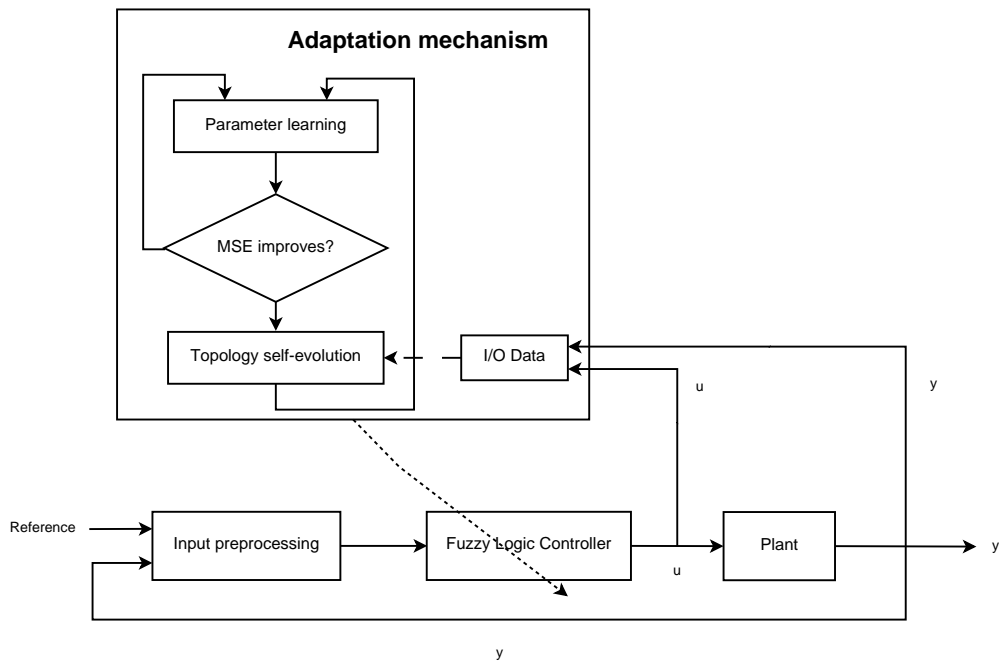 Adaptation mechanism
Parameter learning
MSE improves?
Topology self-evolution
I/O Data
u
y
Reference
Input preprocessing
Fuzzy Logic Controller
u
Plant
y
y